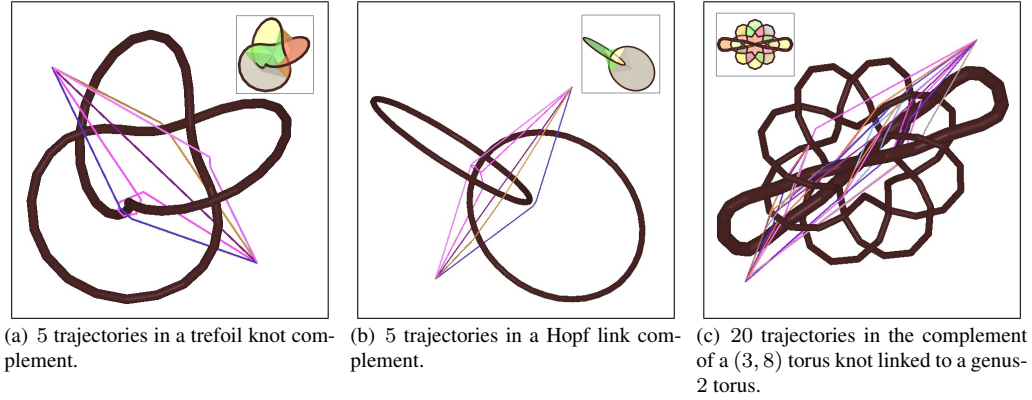 (a) 5 trajectories in a trefoil knot com-
plement.
(b) 5 trajectories in a Hopf link com-
plement.
(c) 20 trajectories in the complement
of a (3, 8) torus knot linked to a genus-
2 torus.